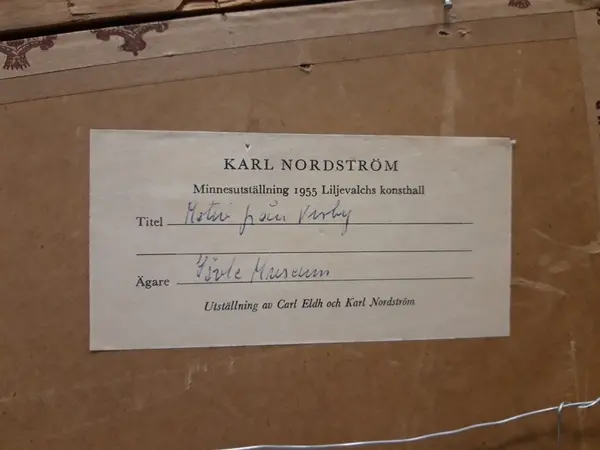 KARL NORDSTRÖM
Minnesutställning 1955 Liljevalchs konsthall
Titel Motiv från Visby
Ägare Gävle Museum
Utställning av Carl Eldh och Karl Nordström